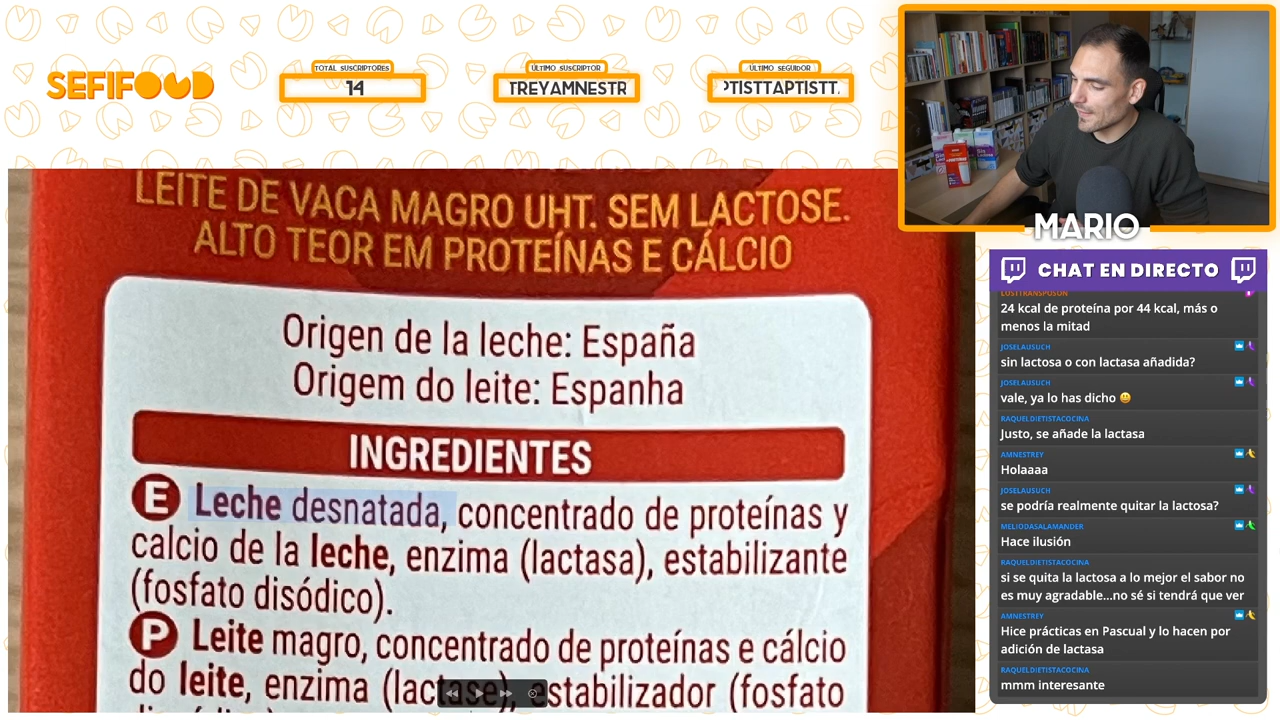 SEFIFOOD
TOTAL SUSCRIPTORES
14
ÚLTIMO SUSCRIPTOR
TREYAMNESTR
ÚLTIMO SEGUIDOR
PTISTTAPTISTT.
MARIO
LEITE DE VACA MAGRO UHT. SEM LACTOSE.
ALTO TEOR EM PROTEÍNAS E CÁLCIO
Origen de la leche: España
Origem do leite: Espanha
INGREDIENTES
E Leche desnatada, concentrado de proteínas y
calcio de la leche, enzima (lactasa), estabilizante
(fosfato disódico).
P Leite magro, concentrado de proteínas e cálcio
do leite, enzima (lactase), estabilizador (fosfato
CHAT EN DIRECTO
LOSTTRANSPOSON
24 kcal de proteína por 44 kcal, más o
menos la mitad
JOSELAUSUCH
sin lactosa o con lactasa añadida?
JOSELAUSUCH
vale, ya lo has dicho 😀
RAQUELDIETISTACOCINA
Justo, se añade la lactasa
AMNESTREY
Holaaaa
JOSELAUSUCH
se podría realmente quitar la lactosa?
MELIODASALAMANDER
Hace ilusión
RAQUELDIETISTACOCINA
si se quita la lactosa a lo mejor el sabor no
es muy agradable...no sé si tendrá que ver
AMNESTREY
Hice prácticas en Pascual y lo hacen por
adición de lactasa
RAQUELDIETISTACOCINA
mmm interesante